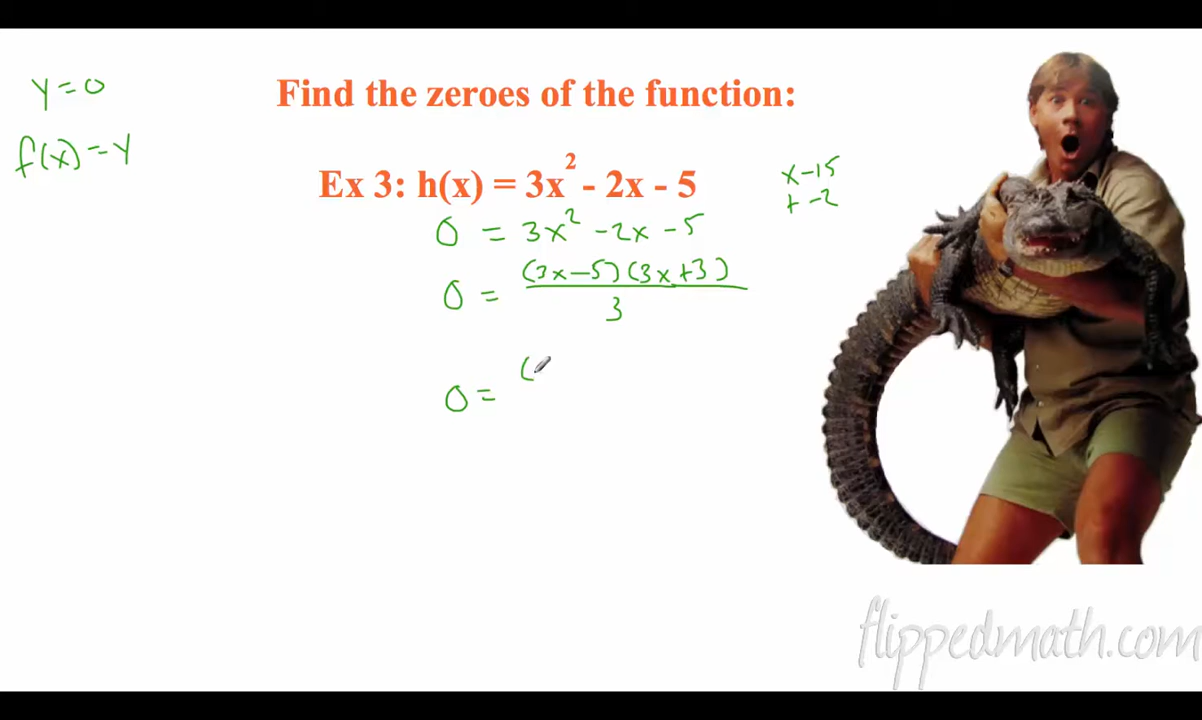 y=0
f(x)=y
Find the zeroes of the function:
Ex 3: h(x) = 3x² - 2x - 5
x -15
+ -2
0 = 3x² -2x -5
0 = (3x-5)(3x+3)
3
0 = (
flippedmath.com